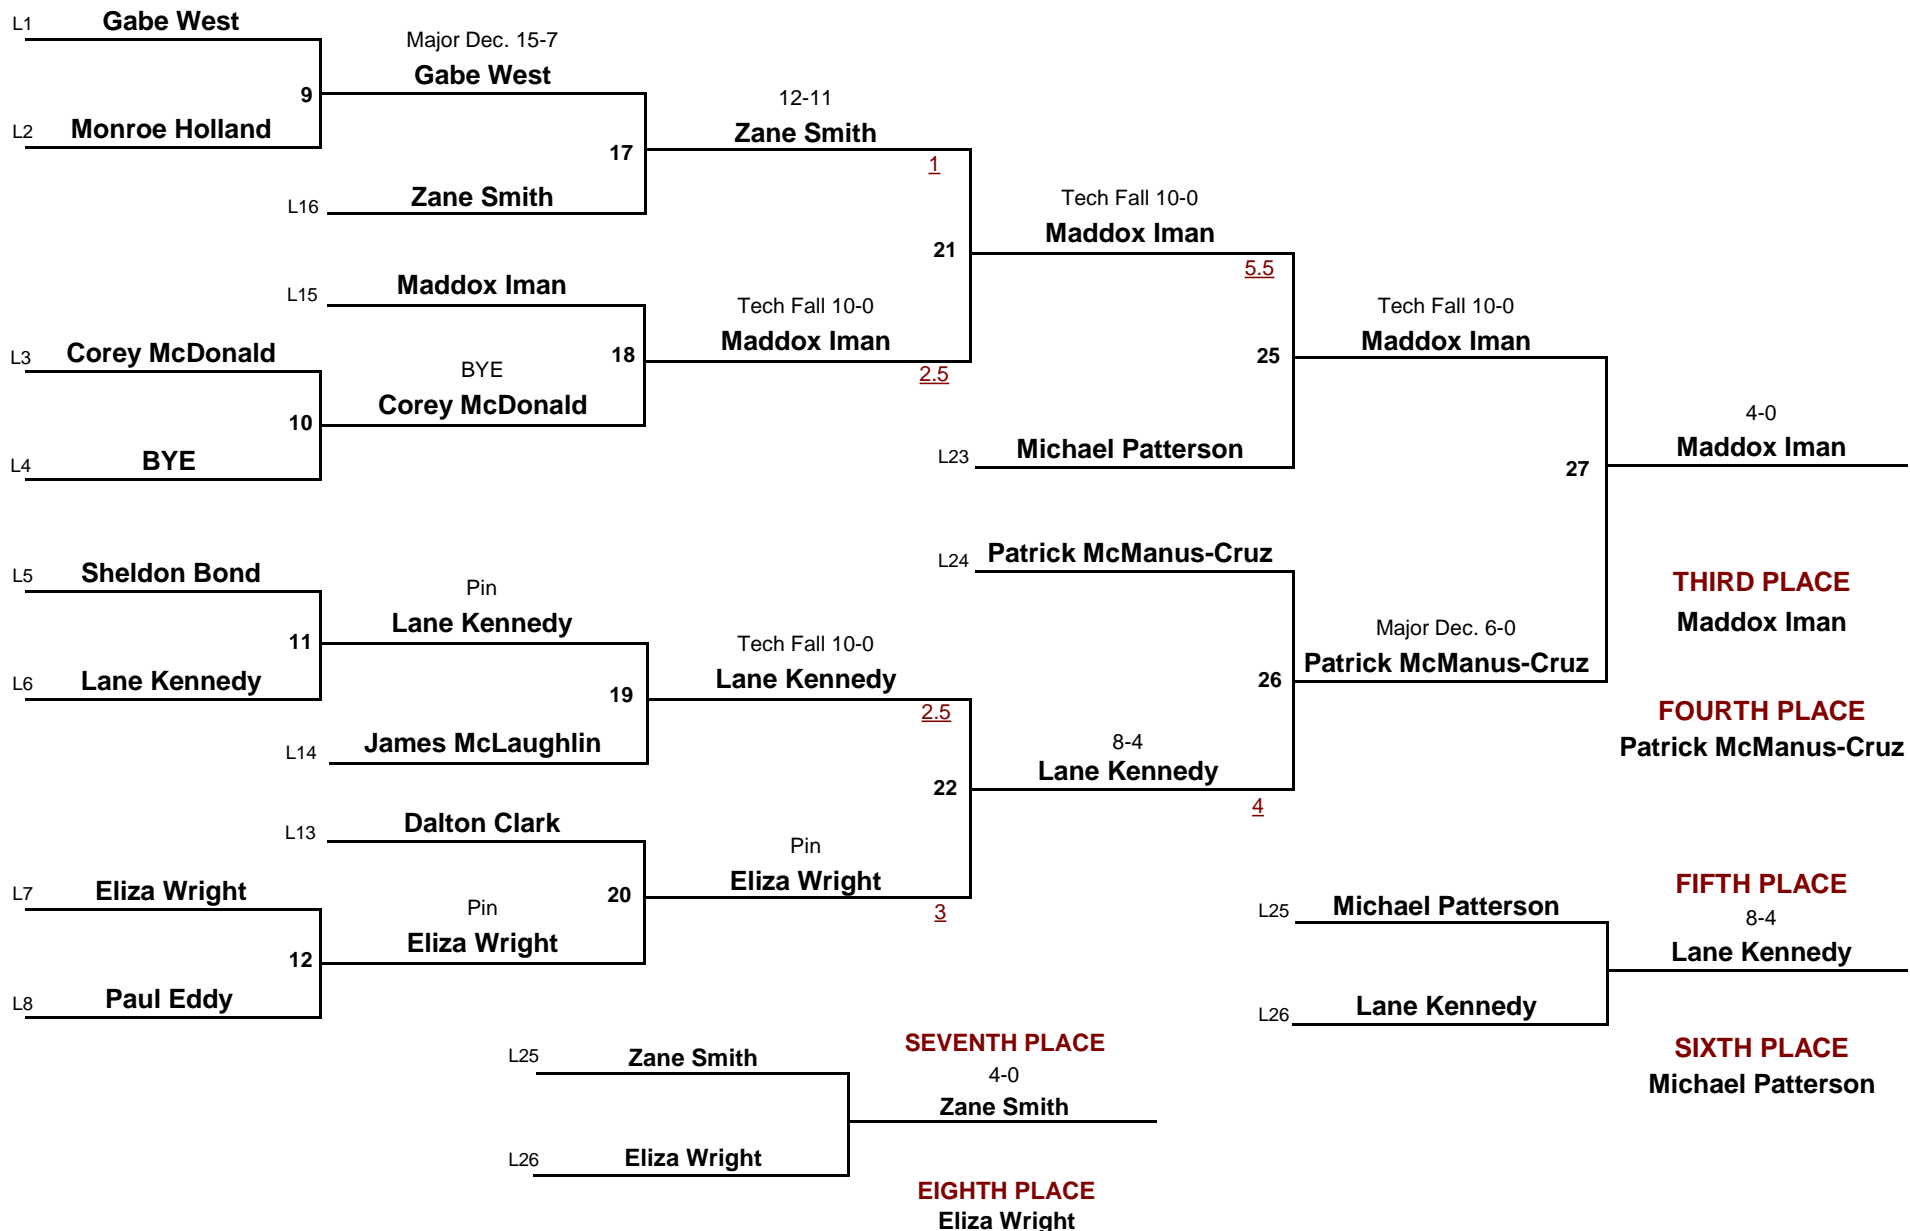 L1 Gabe West
Major Dec. 15-7
Gabe West
9
12-11
L2 Monroe Holland
Zane Smith
17
1
L16 Zane Smith
Tech Fall 10-0
Maddox Iman
21
5.5
L15 Maddox Iman
Tech Fall 10-0
Maddox Iman
Tech Fall 10-0
Maddox Iman
L3 Corey McDonald
18
25
BYE
2.5
Corey McDonald
10
4-0
Maddox Iman
L4 BYE
L23 Michael Patterson
27
L24 Patrick McManus-Cruz
L5 Sheldon Bond
THIRD PLACE
Maddox Iman
Pin
Lane Kennedy
11
Tech Fall 10-0
Major Dec. 6-0
Patrick McManus-Cruz
L6 Lane Kennedy
Lane Kennedy
26
19
2.5
FOURTH PLACE
Patrick McManus-Cruz
L14 James McLaughlin
8-4
Lane Kennedy
22
4
L13 Dalton Clark
Pin
Eliza Wright
L7 Eliza Wright
20
3
Pin
Eliza Wright
12
FIFTH PLACE
L25 Michael Patterson
8-4
Lane Kennedy
L8 Paul Eddy
L26 Lane Kennedy
SIXTH PLACE
Michael Patterson
SEVENTH PLACE
L25 Zane Smith
4-0
Zane Smith
L26 Eliza Wright
EIGHTH PLACE
Eliza Wright